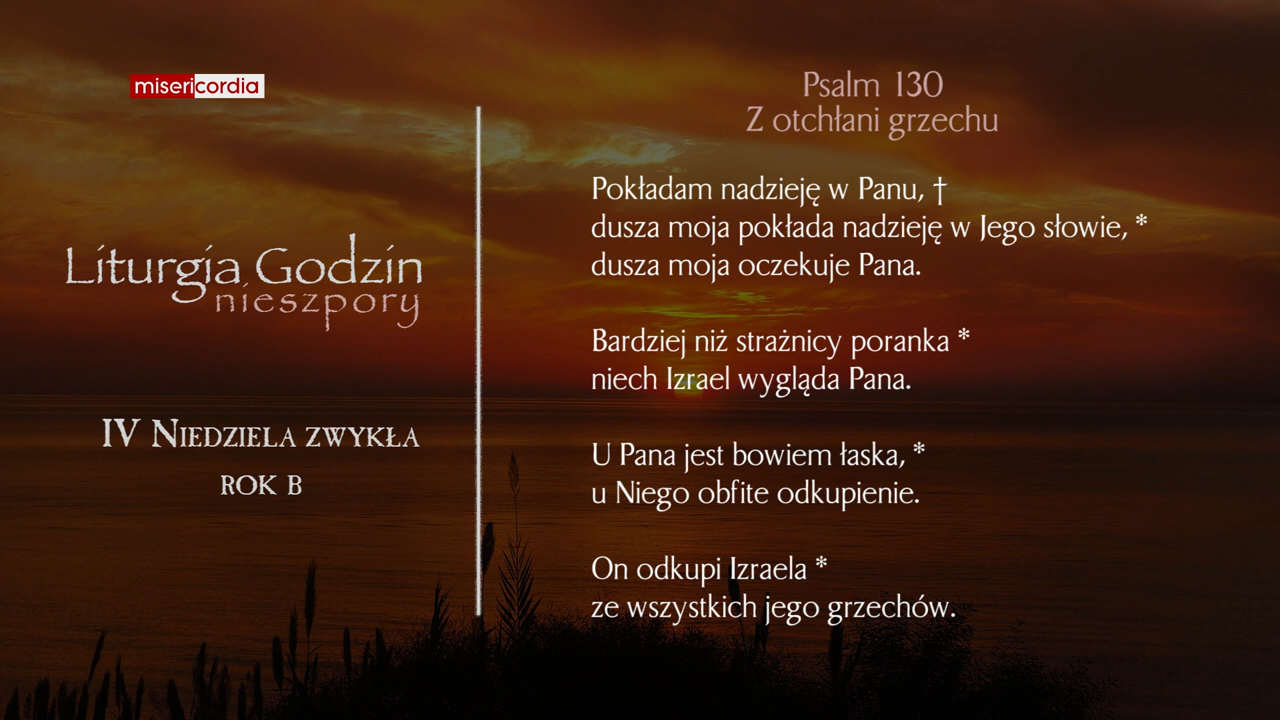 misericordia
Liturgia Godzin
nieszpory
IV Niedziela zwykła
rok B
Psalm 130
Z otchłani grzechu
Pokładam nadzieję w Panu, †
dusza moja pokłada nadzieję w Jego słowie, *
dusza moja oczekuje Pana.
Bardziej niż strażnicy poranka *
niech Izrael wygląda Pana.
U Pana jest bowiem łaska, *
u Niego obfite odkupienie.
On odkupi Izraela *
ze wszystkich jego grzechów.